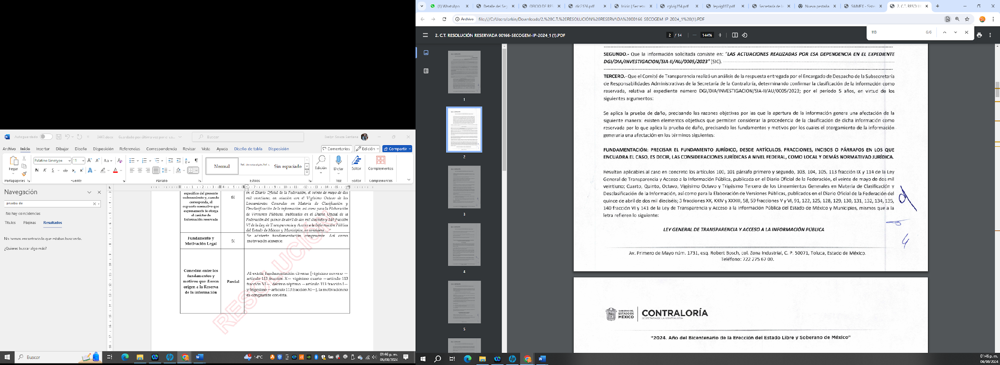 Autoguardado
3447.docx
Guardado por última vez por el us...
Buscar
Evelyn Souza Santana
Archivo Inicio Insertar Dibujar Diseño Disposición Referencias Correspondencia Revisar Vista Ayuda Diseño de tabla Disposición
Comentarios
Edición
Compartir
Pegar
Palatino Linotype
11
Normal
Sin espaciado
Edición
Dictar
Editor
Complementos
Portapapeles
Fuente
Párrafo
Estilos
Voz
Editor
Complementos
Navegación
prueba de
No hay coincidencias
Títulos Páginas Resultados
No hemos encontrado lo que estabas buscando.
¿Quieres buscar algo más?
específico del presente
ordenamiento y, cuando
corresponda, el
supuesto normativo que
expresamente le otorga
el carácter de
información reservada
Sí
en el Diario Oficial de la Federación, el veinte de mayo de dos
mil veintiuno, en relación con el Vigésimo Octavo de los
Lineamientos Generales en Materia de Clasificación y
Desclasificación de la información, así como para la Elaboración
de Versiones Públicas, publicados en el Diario Oficial de la
Federación del quince de abril de dos mil dieciséis y 140 fracción
VI de la Ley de Transparencia y Acceso a la Información Pública
del Estado de México y Municipios, se considera..."
Fundamento y
Motivación Legal
Sí
Se advierte fundamentación congruente. Así como
motivación atinente.
Conexión entre los
fundamentos y
motivos que dieron
origen a la Reserva
de la información
Parcial
Al existir fundamentación diversa [vigésimo noveno —
artículo 113 fracción X— vigésimo cuarto —artículo 113
fracción VI—, décimo séptimo —artículo 113 fracción I—
y trigésimo —artículo 113 fracción XI—], la motivación no
es congruente con ésta.
RESOLUCIÓN
Buscar
14°C
01:46 p. m.
06/08/2024
(1) WhatsApp
Detalle del Seg
OFICIO DE RES
dic2126.pdf
Inicio | Secreta
rglvig154.pdf
leyvig017.pdf
Secretaría de l
Nueva pestaña
SAIMEX - Siste
2. C.T. RESOLU
Archivo
file:///C:/Users/arkin/Downloads/2.%20C.T.%20RESOLUCIÓN%20RESERVADA%2000166-SECOGEM-IP-2024_1%20(1).PDF
2. C.T. RESOLUCIÓN RESERVADA 00166-SECOGEM-IP-2024_1 (1).PDF
2 / 14
144%
113
6/6
1
2
3
4
5
SEGUNDO.- Que la información solicitada consiste en: "LAS ACTUACIONES REALIZADAS POR ESA DEPENDENCIA EN EL EXPEDIENTE
DGI/DIA/INVESTIGACION/SIA-II/AU/0005/2023" (SIC).
TERCERO.- Que el Comité de Transparencia realizó un análisis de la respuesta entregada por el Encargado de Despacho de la Subsecretaría
de Responsabilidades Administrativas de la Secretaría de la Contraloría, determinando confirmar la clasificación de la información como
reservada, relativa al expediente número DGI/DIA/INVESTIGACION/SIA-II/AU/0005/2023; por el período 5 años, en virtud de los
siguientes argumentos:
Se aplica la prueba de daño, precisando las razones objetivas por las que la apertura de la información genera una afectación de la
siguiente manera: existen elementos objetivos que permiten considerar la procedencia de la clasificación de dicha información como
reservada por lo que aplica la prueba de daño, precisando los fundamentos y motivos por los cuales el otorgamiento de la información
generaría una afectación en los términos siguientes:
FUNDAMENTACIÓN: PRECISAR EL FUNDAMENTO JURÍDICO, DESDE ARTÍCULOS, FRACCIONES, INCISOS O PÁRRAFOS EN LOS QUE
ENCUADRA EL CASO, ES DECIR, LAS CONSIDERACIONES JURÍDICAS A NIVEL FEDERAL, COMO LOCAL Y DEMÁS NORMATIVAD JURÍDICA.
Resultan aplicables al caso en concreto los artículos 100, 101 párrafo primero y segundo, 103, 104, 105, 113 fracción IX y 114 de la Ley
General de Transparencia y Acceso a la Información Pública, publicada en el Diario Oficial de la Federación, el veinte de mayo de dos mil
veintiuno; Cuarto, Quinto, Octavo, Vigésimo Octavo y Trigésimo Tercero de los Lineamientos Generales en Materia de Clasificación y
Desclasificación de la Información, así como para la Elaboración de Versiones Públicas, publicados en el Diario Oficial de la Federación del
quince de abril de dos mil dieciséis; 3 fracciones XX, XXIV y XXXIII, 58, 59 fracciones V y VI, 91, 122, 125, 128, 129, 130, 131, 132, 134, 135,
140 fracción VI y 141 de la Ley de Transparencia y Acceso a la Información Pública del Estado de México y Municipios, mismos que a la
letra refieren lo siguiente:
LEY GENERAL DE TRANSPARENCIA Y ACCESO A LA INFORMACIÓN PÚBLICA
Av. Primero de Mayo núm. 1731, esq. Robert Bosch, col. Zona Industrial, C. P. 50071, Toluca, Estado de México.
Teléfono: 722 275 67 00.
GOBIERNO DEL
ESTADO DE
MÉXICO
CONTRALORÍA
SECRETARÍA DE LA CONTRALORÍA
"2024. Año del Bicentenario de la Erección del Estado Libre y Soberano de México"
01:46 p. m.
06/08/2024